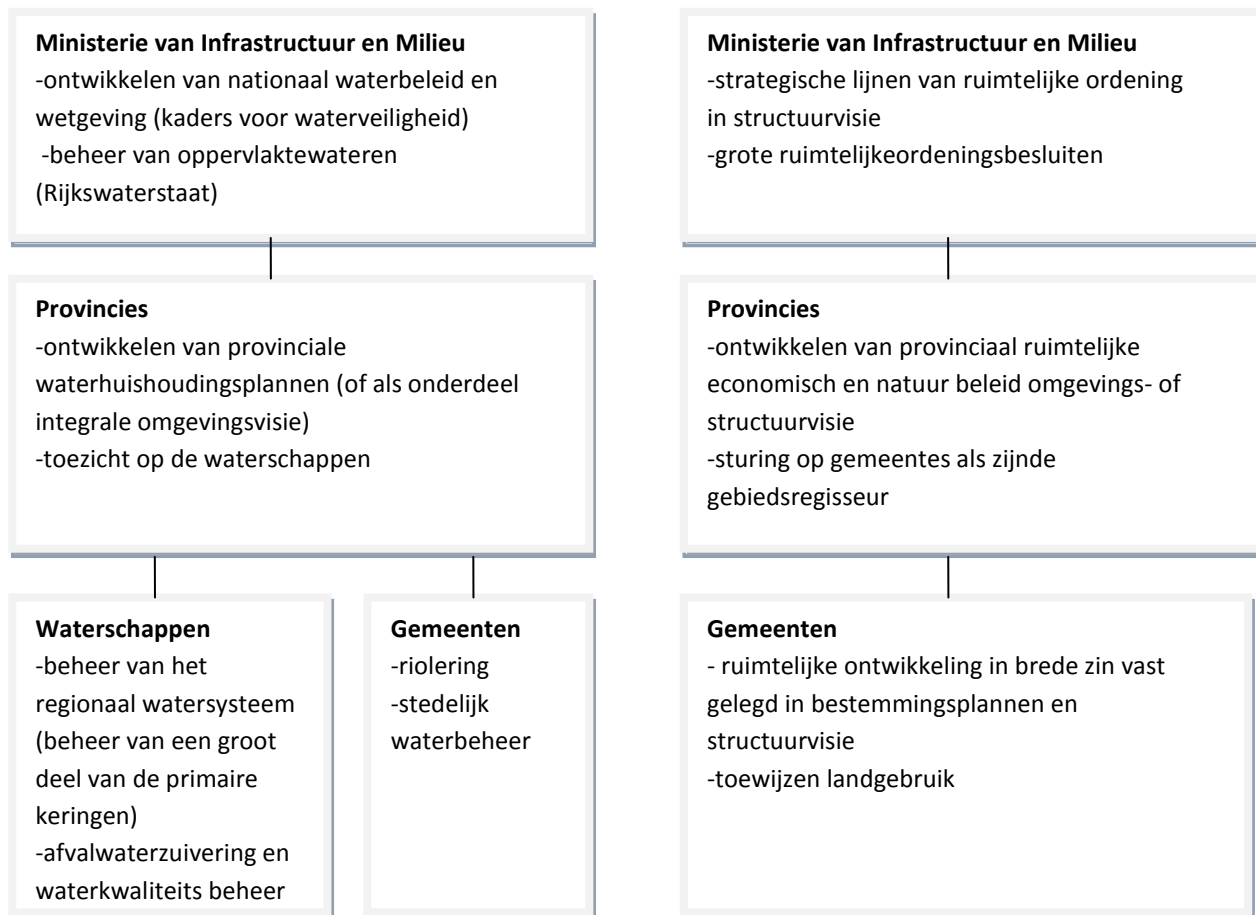 Ministerie van Infrastructuur en Milieu
-ontwikkelen van nationaal waterbeleid en
wetgeving (kaders voor waterveiligheid)
-beheer van oppervlaktewateren
(Rijkswaterstaat)
Provincies
-ontwikkelen van provinciale
waterhuishoudingsplannen (of als onderdeel
integrale omgevingsvisie)
-toezicht op de waterschappen
Waterschappen
-beheer van het
regionaal watersysteem
(beheer van een groot
deel van de primaire
keringen)
-afvalwaterzuivering en
waterkwaliteits beheer
Gemeenten
-riolering
-stedelijk
waterbeheer
Ministerie van Infrastructuur en Milieu
-strategische lijnen van ruimtelijke ordening
in structuurvisie
-grote ruimtelijkeordeningsbesluiten
Provincies
-ontwikkelen van provinciaal ruimtelijke
economisch en natuur beleid omgevings- of
structuurvisie
-sturing op gemeentes als zijnde
gebiedsregisseur
Gemeenten
- ruimtelijke ontwikkeling in brede zin vast
gelegd in bestemmingsplannen en
structuurvisie
-toewijzen landgebruik